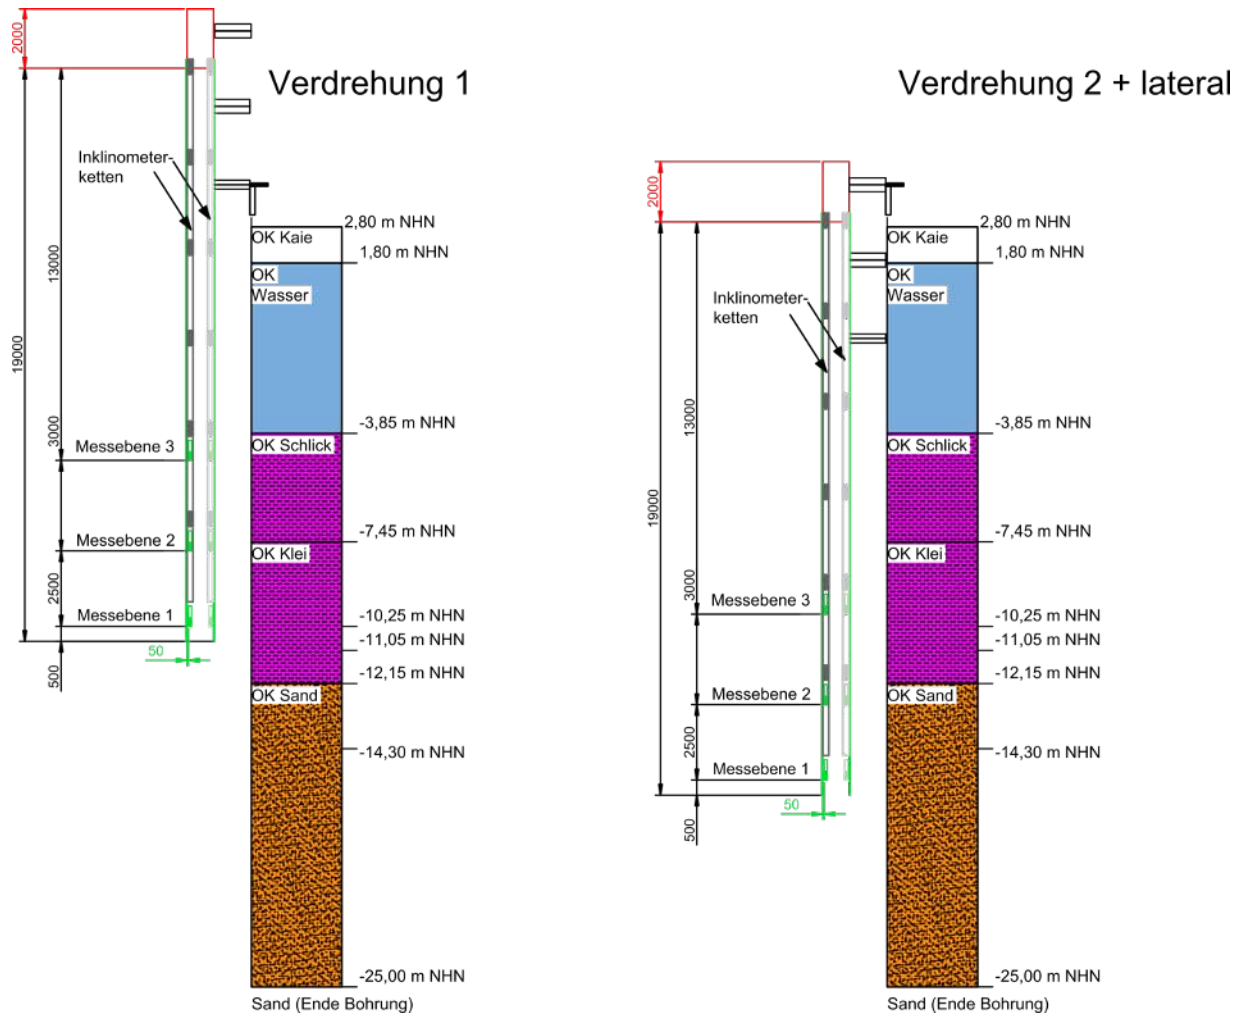 2000
Verdrehung 1
Inklinometer-
ketten
13000
19000
3000
2500
500
50
Messebene 3
Messebene 2
Messebene 1
2,80 m NHN
OK Kaie
1,80 m NHN
OK
Wasser
-3,85 m NHN
OK Schlick
-7,45 m NHN
OK Klei
-10,25 m NHN
-11,05 m NHN
-12,15 m NHN
OK Sand
-14,30 m NHN
-25,00 m NHN
Sand (Ende Bohrung)
Verdrehung 2 + lateral
2000
2,80 m NHN
OK Kaie
1,80 m NHN
OK
Wasser
Inklinometer-
ketten
13000
19000
3000
2500
500
50
Messebene 3
Messebene 2
Messebene 1
-3,85 m NHN
OK Schlick
-7,45 m NHN
OK Klei
-10,25 m NHN
-11,05 m NHN
-12,15 m NHN
OK Sand
-14,30 m NHN
-25,00 m NHN
Sand (Ende Bohrung)